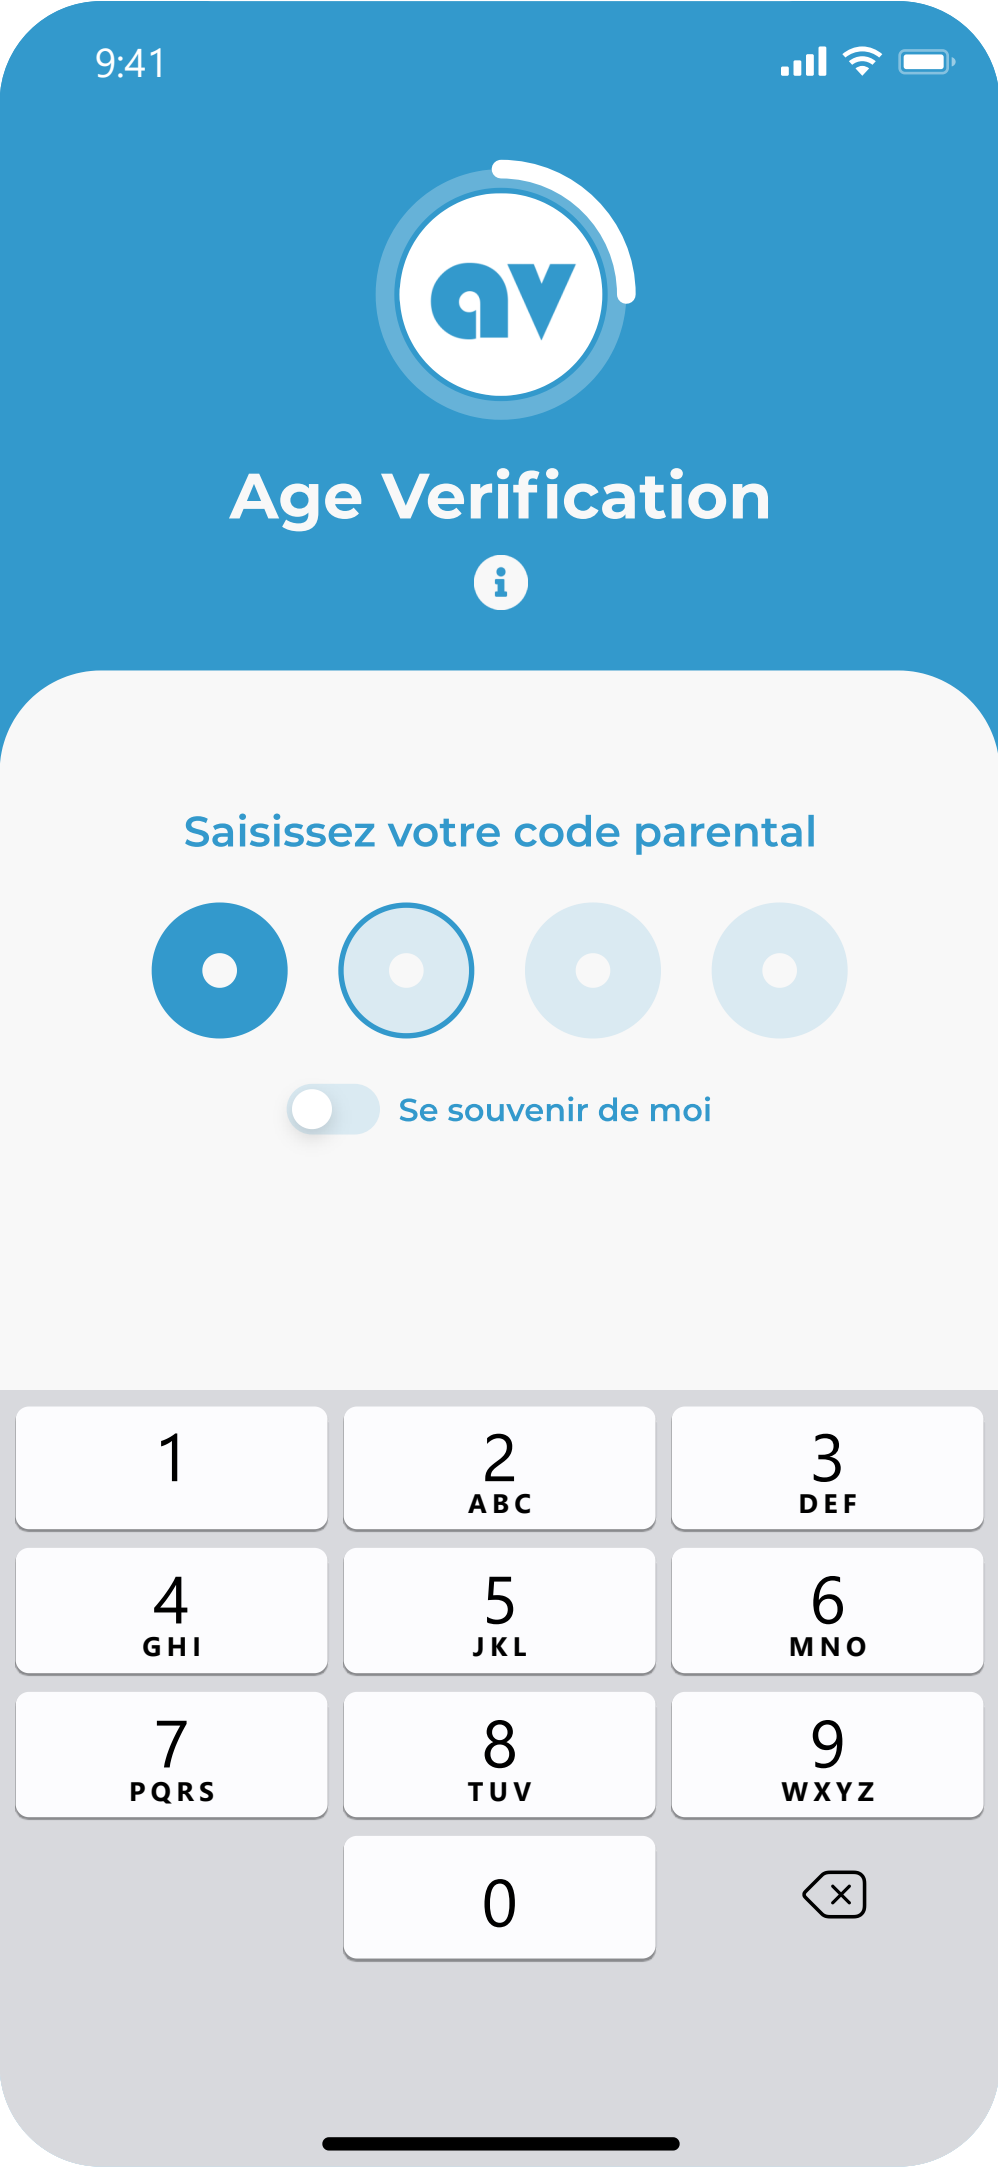 9:41
av
Age Verification
i
Saisissez votre code parental
Se souvenir de moi
1
2
ABC
3
DEF
4
GHI
5
JKL
6
MNO
7
PQRS
8
TUV
9
WXYZ
0